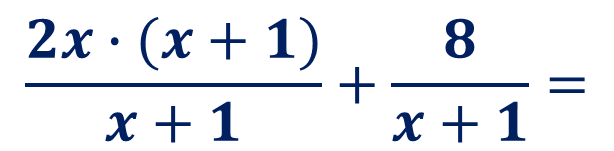 2x · (x + 1) / x + 1 + 8 / x + 1 =